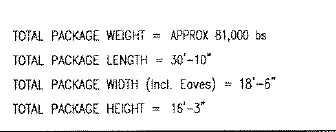 TOTAL PACKAGE WEIGHT = APPROX 81,000 bs
TOTAL PACKAGE LENGTH = 30'-10"
TOTAL PACKAGE WIDTH (Incl. Eaves) = 18'-6"
TOTAL PACKAGE HEIGHT = 16'-3"